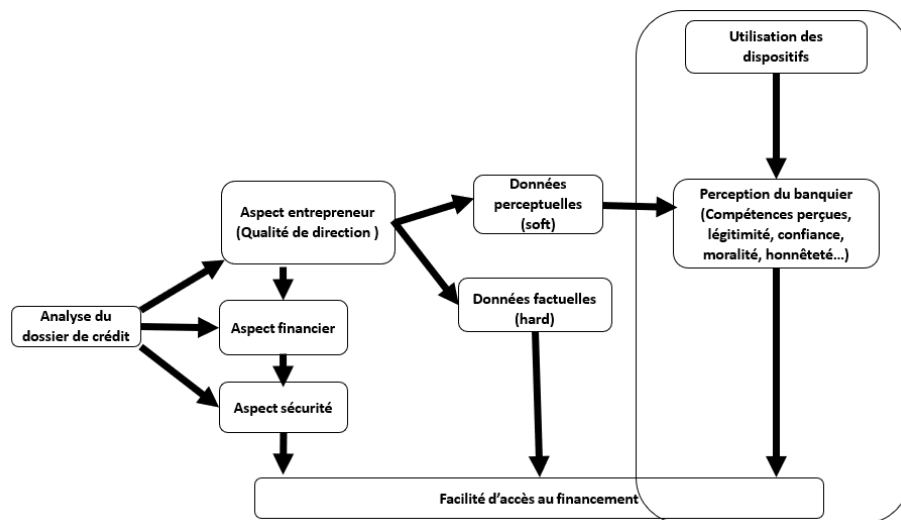 Utilisation des
dispositifs
Données
perceptuelles
(soft)
Perception du banquier
(Compétences perçues,
légitimité, confiance,
moralité, honnêteté...)
Aspect entrepreneur
(Qualité de direction )
Données factuelles
(hard)
Analyse du
dossier de crédit
Aspect financier
Aspect sécurité
Facilité d'accès au financement